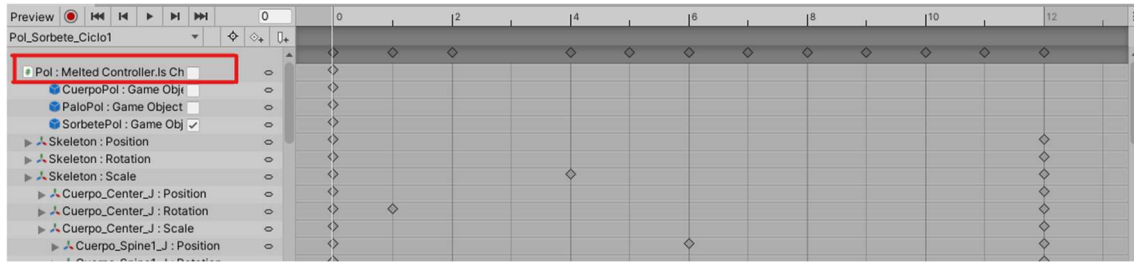 Preview 0 0 2 4 6 8 10 12
Pol_Sorbete_Ciclo1
Pol : Melted Controller.Is Ch
CuerpoPol : Game Obje
PaloPol : Game Object
SorbetePol : Game Obj
Skeleton : Position
Skeleton : Rotation
Skeleton : Scale
Cuerpo_Center_J : Position
Cuerpo_Center_J : Rotation
Cuerpo_Center_J : Scale
Cuerpo_Spine1_J : Position